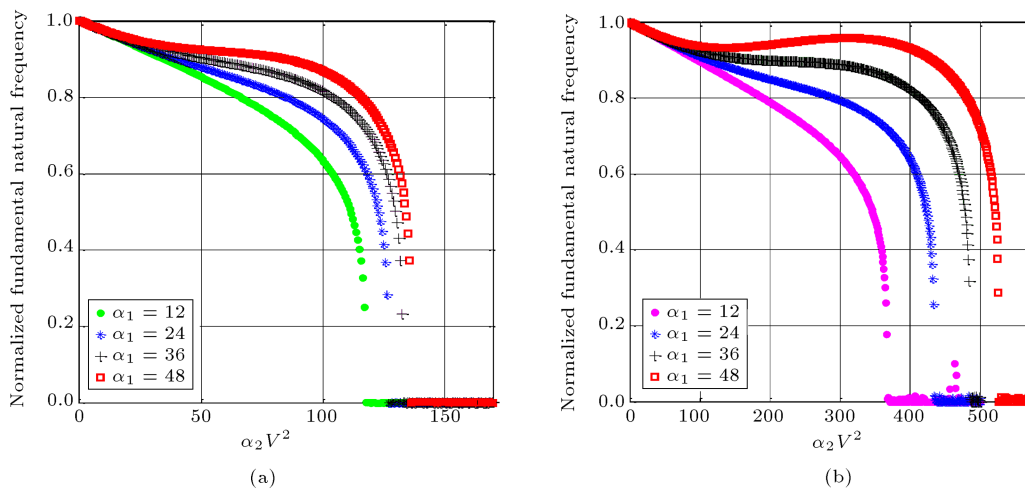 Normalized fundamental natural frequency
1.0
0.8
0.6
0.4
0.2
0.0
0
50
100
150
α₁ = 12
α₁ = 24
α₁ = 36
α₁ = 48
α₂V²
(a)
Normalized fundamental natural frequency
1.0
0.8
0.6
0.4
0.2
0.0
0
100
200
300
400
500
α₁ = 12
α₁ = 24
α₁ = 36
α₁ = 48
α₂V²
(b)